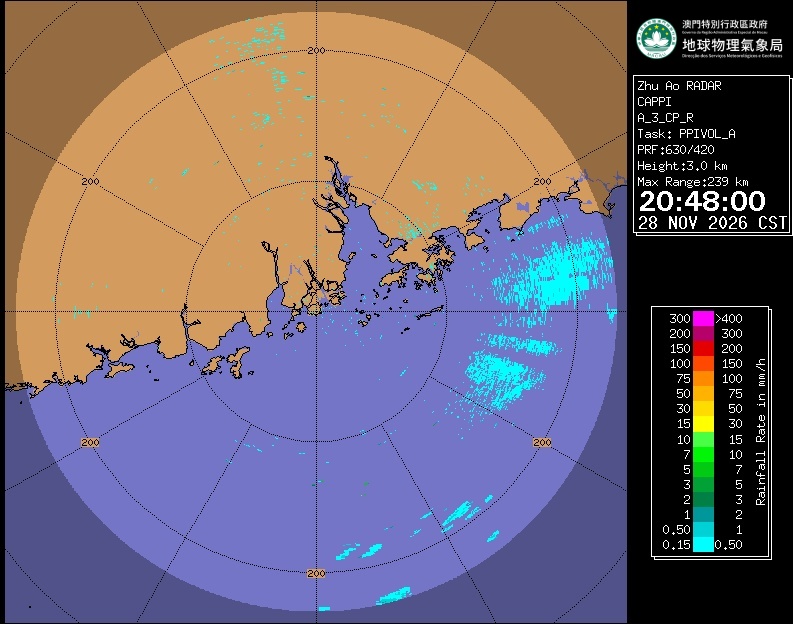 澳門特別行政區政府
Governo da Região Administrativa Especial de Macau
地球物理氣象局
Direcção dos Serviços Meteorológicos e Geofísicos
Zhu Ao RADAR
CAPPI
A_3_CP_R
Task: PPIVOL_A
PRF:630/420
Height:3.0 km
Max Range:239 km
20:48:00
28 NOV 2026 CST
200
200
200
200
200
200
300 >400
200 300
150 200
100 150
75 100
50 75
30 50
15 30
10 15
7 10
5 7
3 5
2 3
1 2
0.50 1
0.15 0.50
Rainfall Rate in mm/h